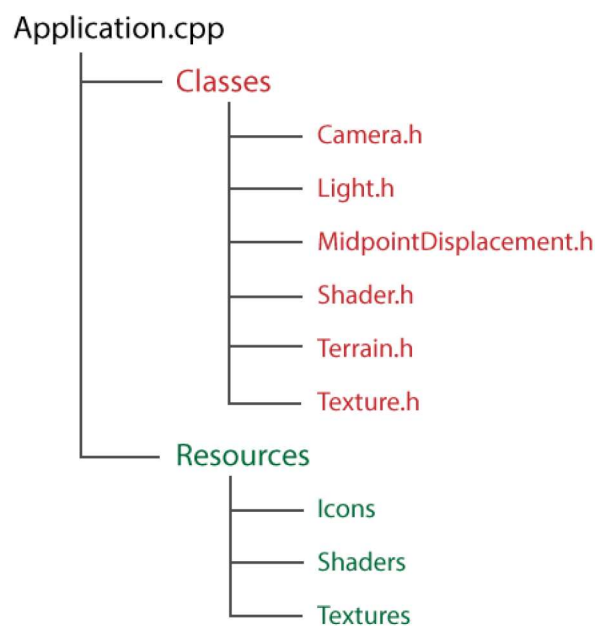 Application.cpp
Classes
Camera.h
Light.h
MidpointDisplacement.h
Shader.h
Terrain.h
Texture.h
Resources
Icons
Shaders
Textures